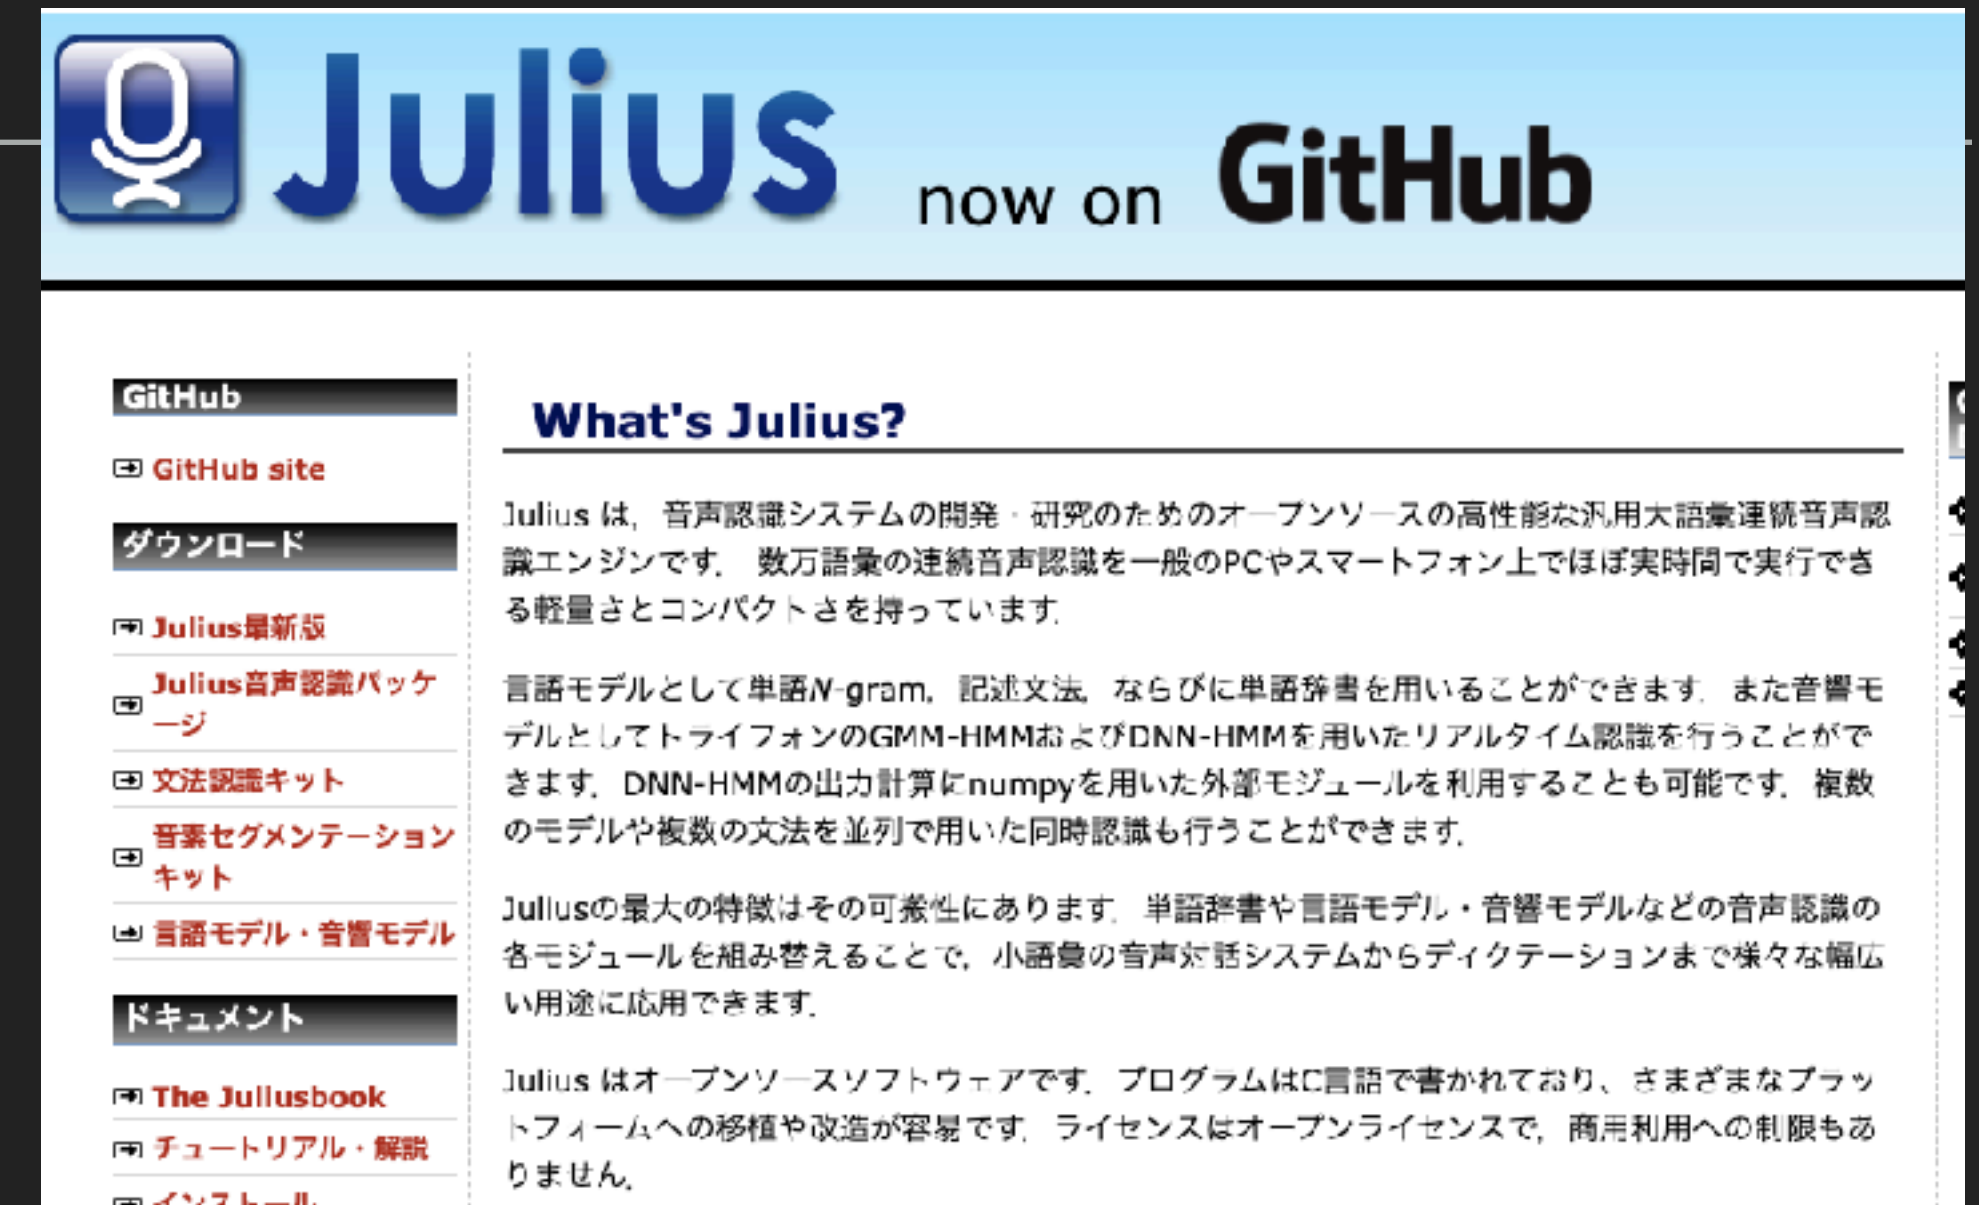 Julius now on GitHub
GitHub
GitHub site
ダウンロード
Julius最新版
Julius音声認識パッケ
ージ
文法認識キット
音素セグメンテーション
キット
言語モデル・音響モデル
ドキュメント
The Juliusbook
チュートリアル・解説
インストール
What's Julius?
Julius は，音声認識システムの開発・研究のためのオープンソースの高性能な汎用大語彙連続音声認
識エンジンです． 数万語彙の連続音声認識を一般のPCやスマートフォン上でほぼ実時間で実行でき
る軽量さとコンパクトさを持っています．
言語モデルとして単語N-gram，記述文法，ならびに単語辞書を用いることができます．また音響モ
デルとしてトライフォンのGMM-HMMおよびDNN-HMMを用いたリアルタイム認識を行うことがで
きます．DNN-HMMの出力計算にnumpyを用いた外部モジュールを利用することも可能です．複数
のモデルや複数の文法を並列で用いた同時認識も行うことができます．
Juliusの最大の特徴はその可搬性にあります．単語辞書や言語モデル・音響モデルなどの音声認識の
各モジュールを組み替えることで，小語彙の音声対話システムからディクテーションまで様々な幅広
い用途に応用できます．
Julius はオープンソースソフトウェアです．プログラムはC言語で書かれており、さまざまなプラッ
トフォームへの移植や改造が容易です．ライセンスはオープンライセンスで，商用利用への制限もあ
りません．